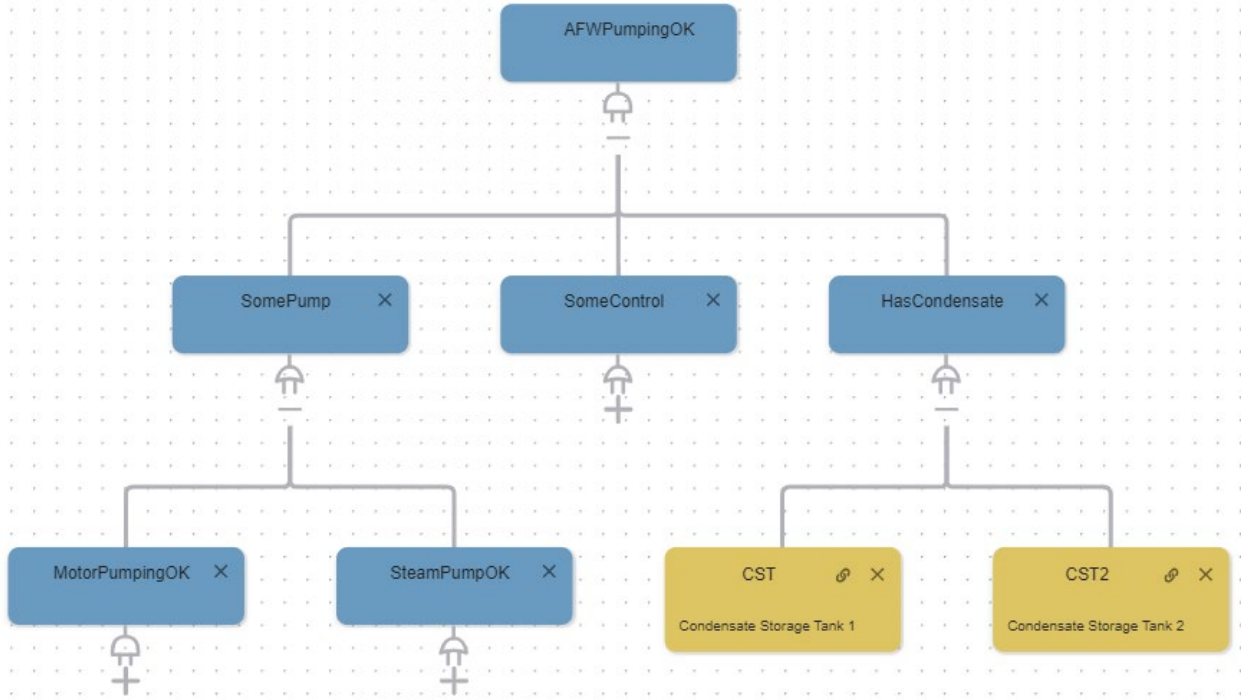 AFWPumpingOK
SomePump
SomeControl
HasCondensate
MotorPumpingOK
SteamPumpOK
CST
CST2
Condensate Storage Tank 1
Condensate Storage Tank 2